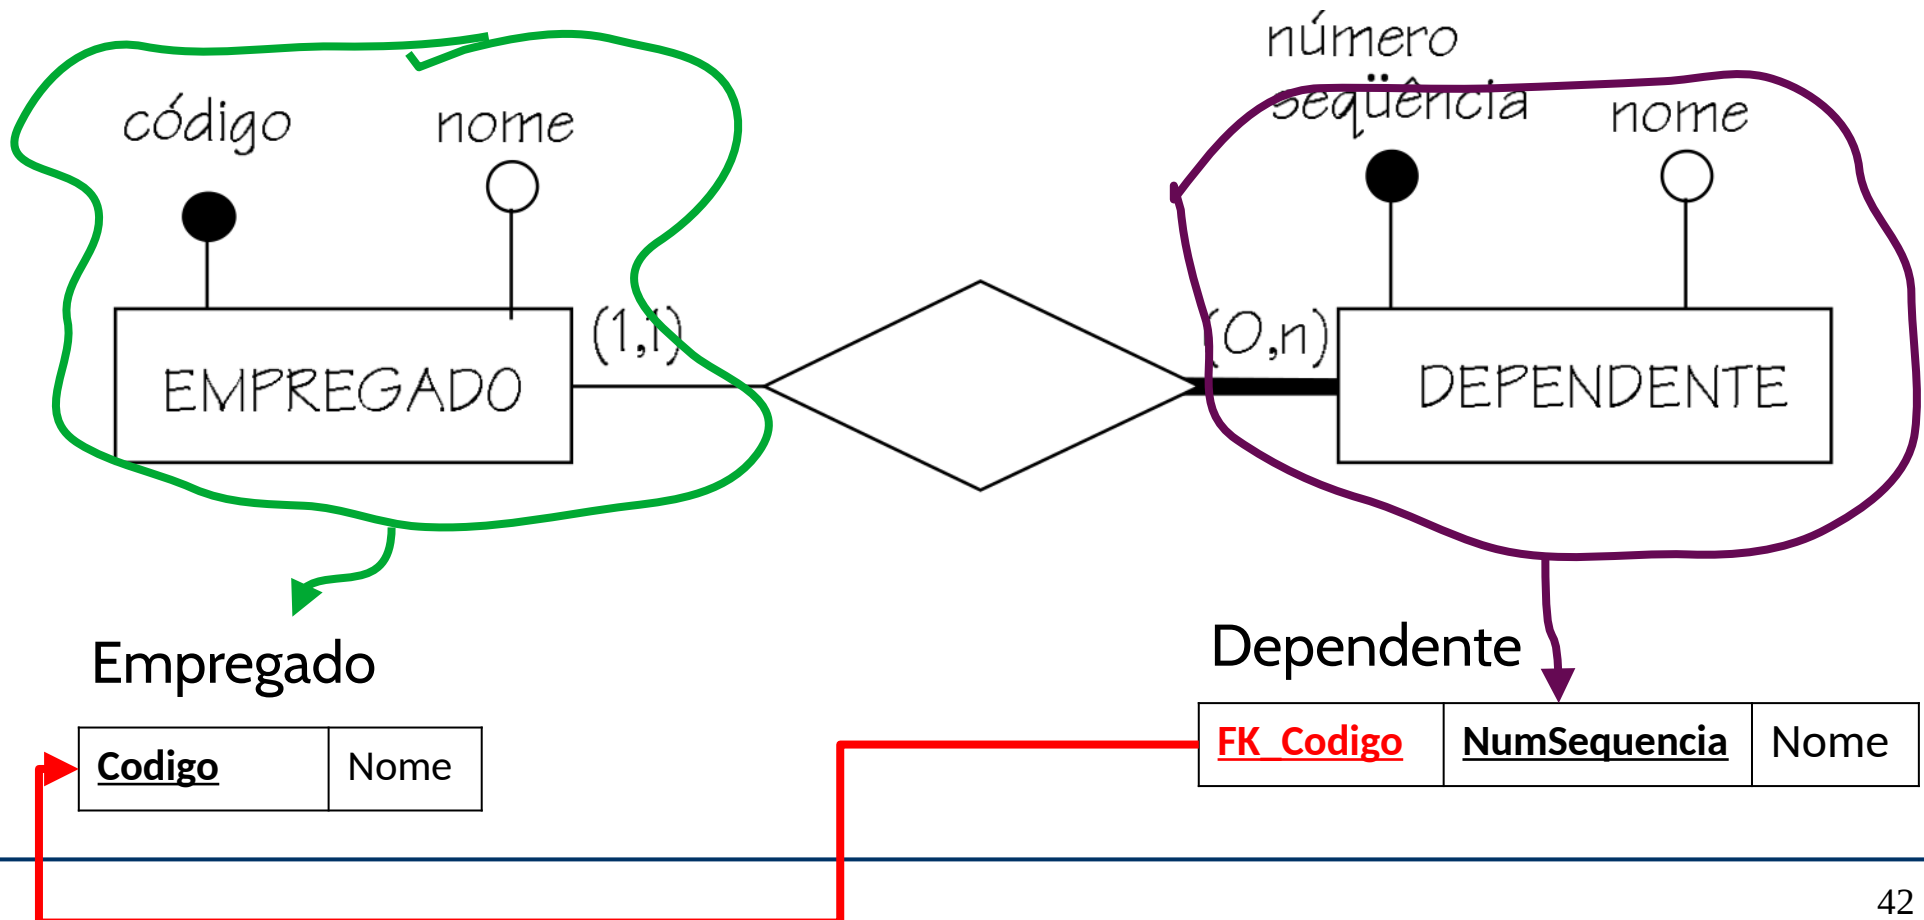 número
seqüência
código
nome
nome
(1,1)
(0,n)
EMPREGADO
DEPENDENTE
Empregado
Dependente
Codigo
Nome
FK_Codigo
NumSequencia
Nome
42